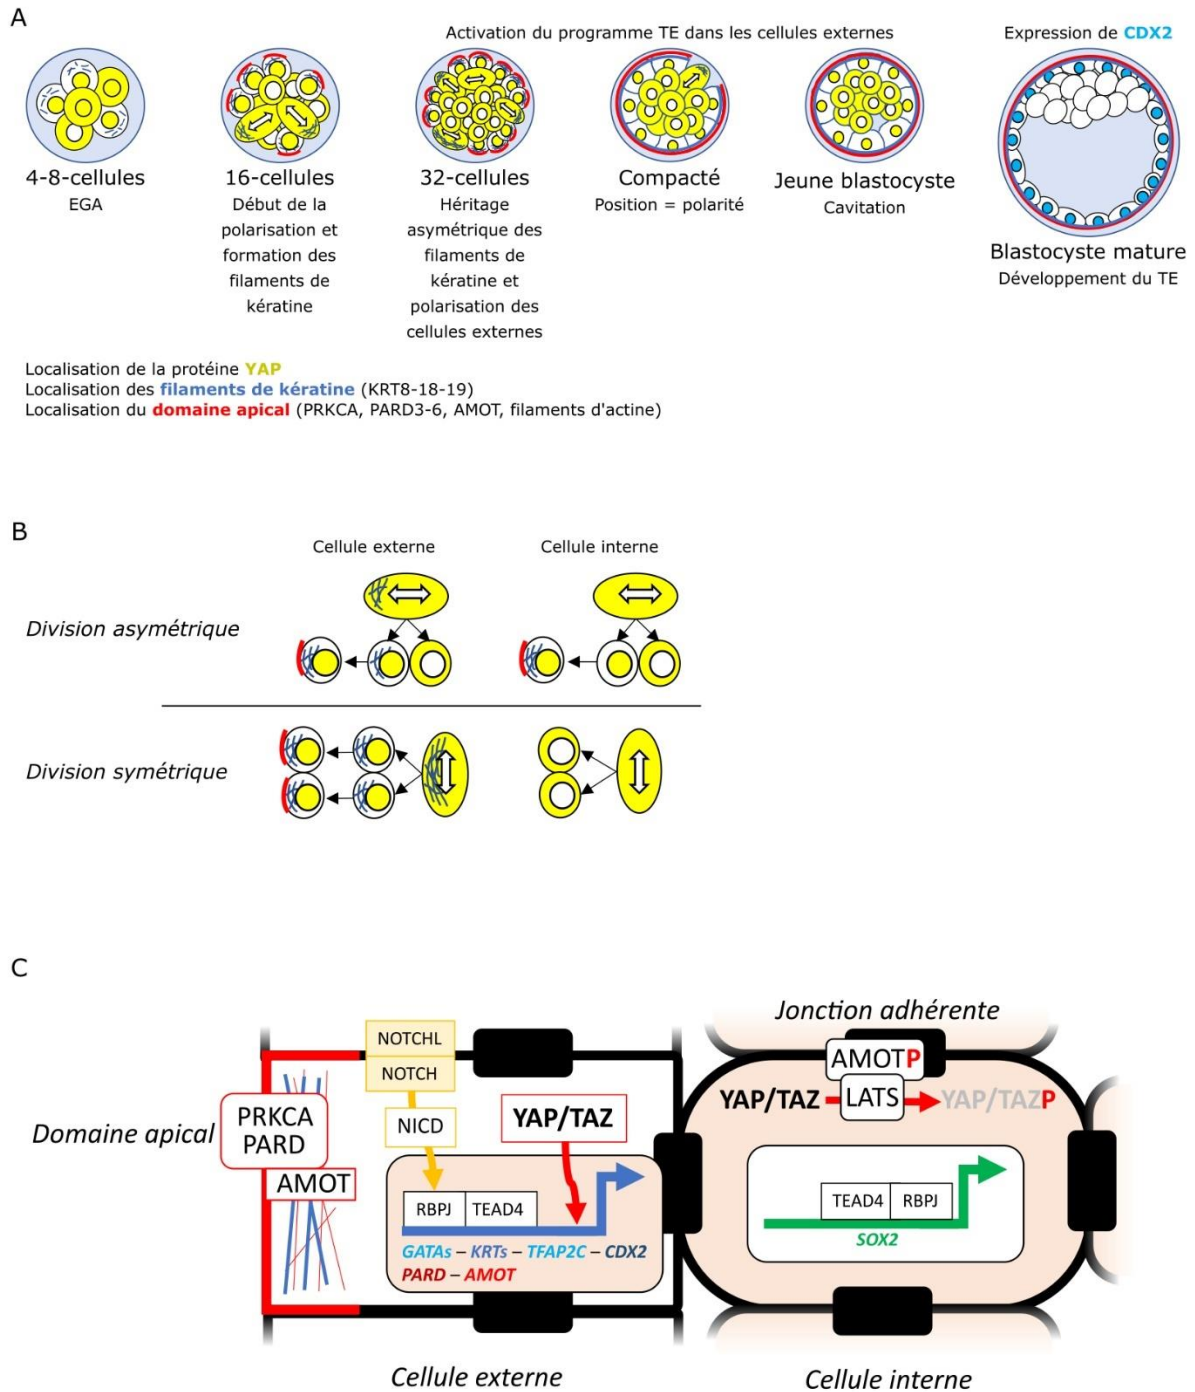 A
Activation du programme TE dans les cellules externes
Expression de CDX2
4-8-cellules
EGA
16-cellules
Début de la
polarisation et
formation des
filaments de
kératine
32-cellules
Héritage
asymétrique des
filaments de
kératine et
polarisation des
cellules externes
Compacté
Position = polarité
Jeune blastocyste
Cavitation
Blastocyste mature
Développement du TE
Localisation de la protéine YAP
Localisation des filaments de kératine (KRT8-18-19)
Localisation du domaine apical (PRKCA, PARD3-6, AMOT, filaments d'actine)
B
Cellule externe
Cellule interne
Division asymétrique
Division symétrique
C
Domaine apical
PRKCA
PARD
AMOT
NOTCHL
NOTCH
NICD
YAP/TAZ
RBPJ
TEAD4
GATAs – KRTs – TFAP2C – CDX2
PARD – AMOT
Cellule externe
Jonction adhérente
AMOTP
YAP/TAZ
LATS
YAP/TAZP
TEAD4
RBPJ
SOX2
Cellule interne